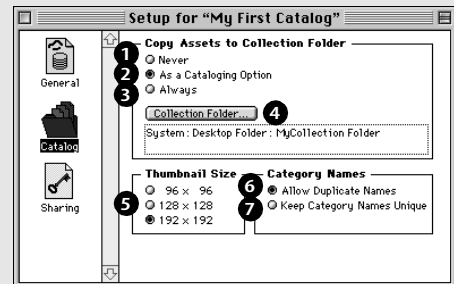 Setup for “My First Catalog”
General
Catalog
Sharing
Copy Assets to Collection Folder
1 Never
2 As a Cataloging Option
3 Always
Collection Folder... 4
System : Desktop Folder : MyCollection Folder
Thumbnail Size
96 x 96
5 128 x 128
192 x 192
Category Names
6 Allow Duplicate Names
7 Keep Category Names Unique